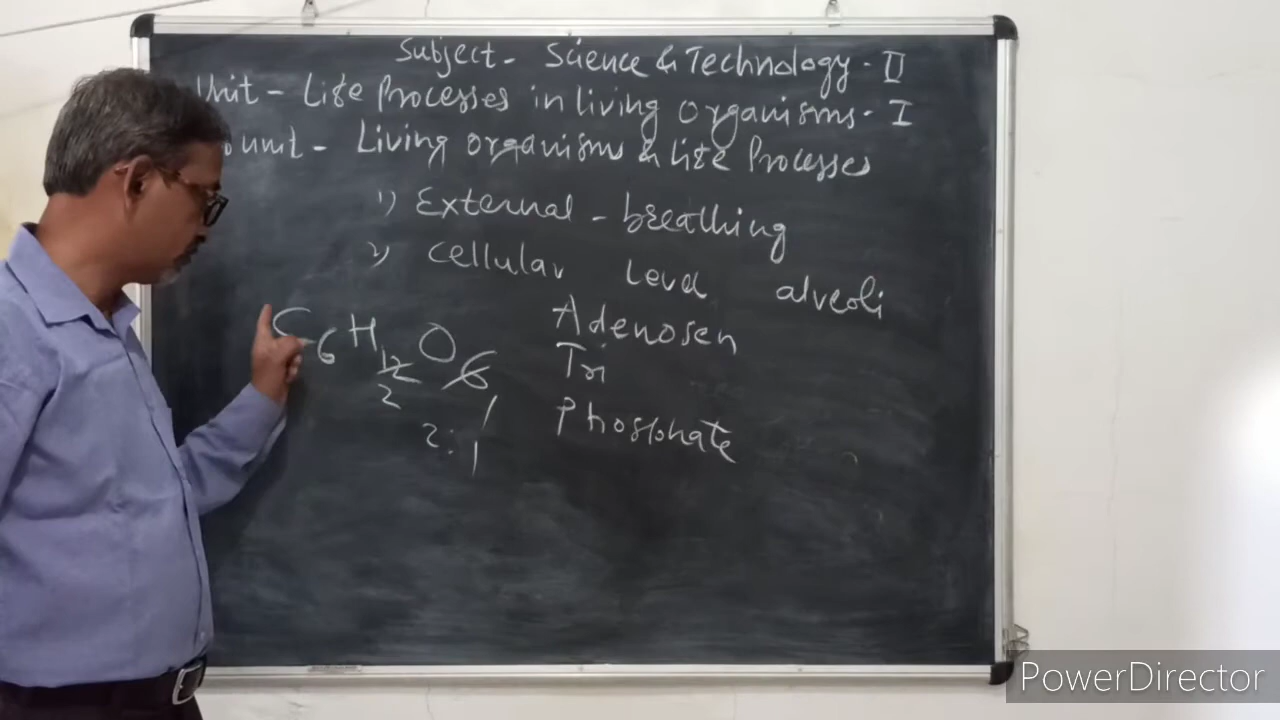 Subject - Science & Technology - II
Unit - Life Processes in living Organisms - I
unit - Living organisms & Life Processes
1) External - breathing
2) Cellular Level alveoli
C6H12O6
2 1
2:1
Adenosen
Tri
Phosphate
PowerDirector